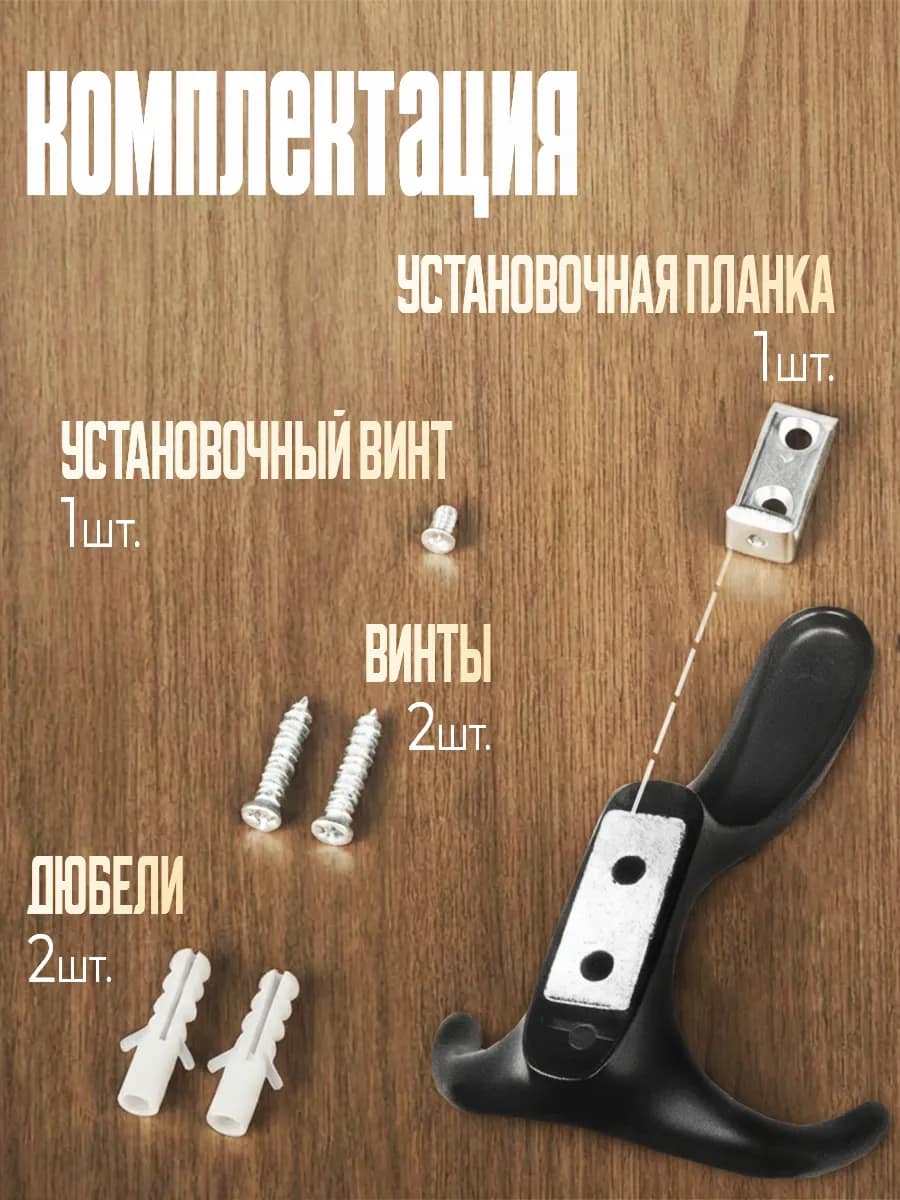 КОМПЛЕКТАЦИЯ
УСТАНОВОЧНАЯ ПЛАНКА
1шт.
УСТАНОВОЧНЫЙ ВИНТ
1шт.
ВИНТЫ
2шт.
ДЮБЕЛИ
2шт.